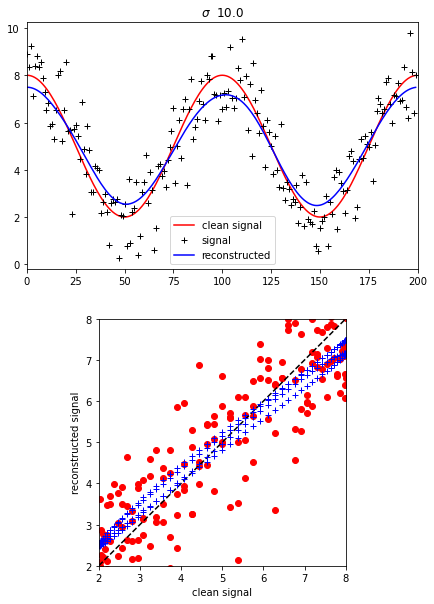 σ 10.0
10
8
6
4
2
0
clean signal
signal
reconstructed
0 25 50 75 100 125 150 175 200
8
7
6
5
4
3
2
reconstructed signal
2 3 4 5 6 7 8
clean signal